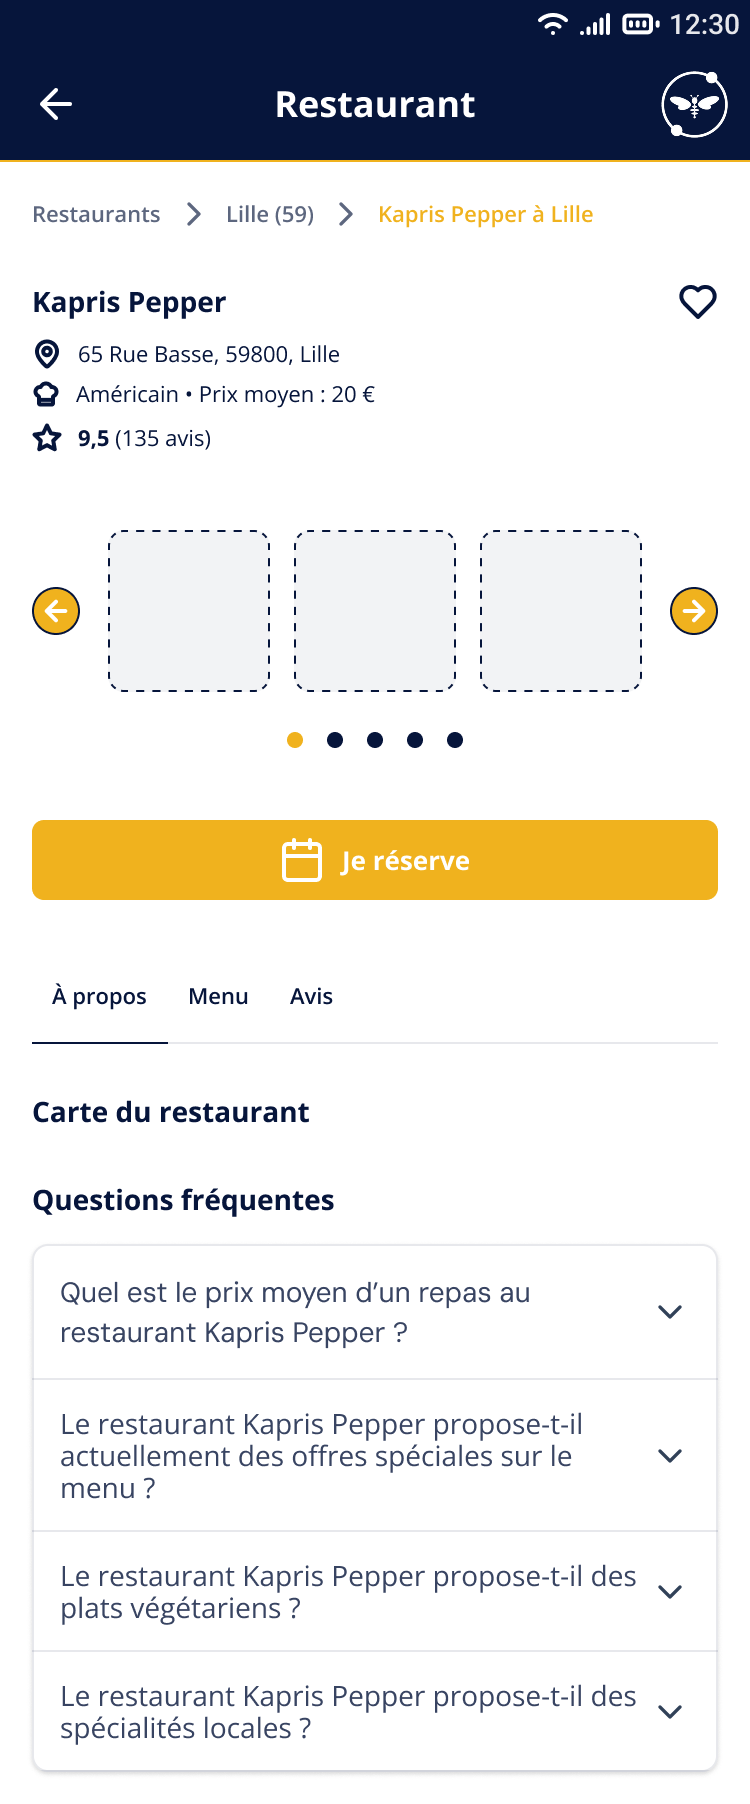 12:30
Restaurant
Restaurants > Lille (59) > Kapris Pepper à Lille
Kapris Pepper
65 Rue Basse, 59800, Lille
Américain • Prix moyen : 20 €
9,5 (135 avis)
Je réserve
À propos Menu Avis
Carte du restaurant
Questions fréquentes
Quel est le prix moyen d’un repas au
restaurant Kapris Pepper ?
Le restaurant Kapris Pepper propose-t-il
actuellement des offres spéciales sur le
menu ?
Le restaurant Kapris Pepper propose-t-il des
plats végétariens ?
Le restaurant Kapris Pepper propose-t-il des
spécialités locales ?